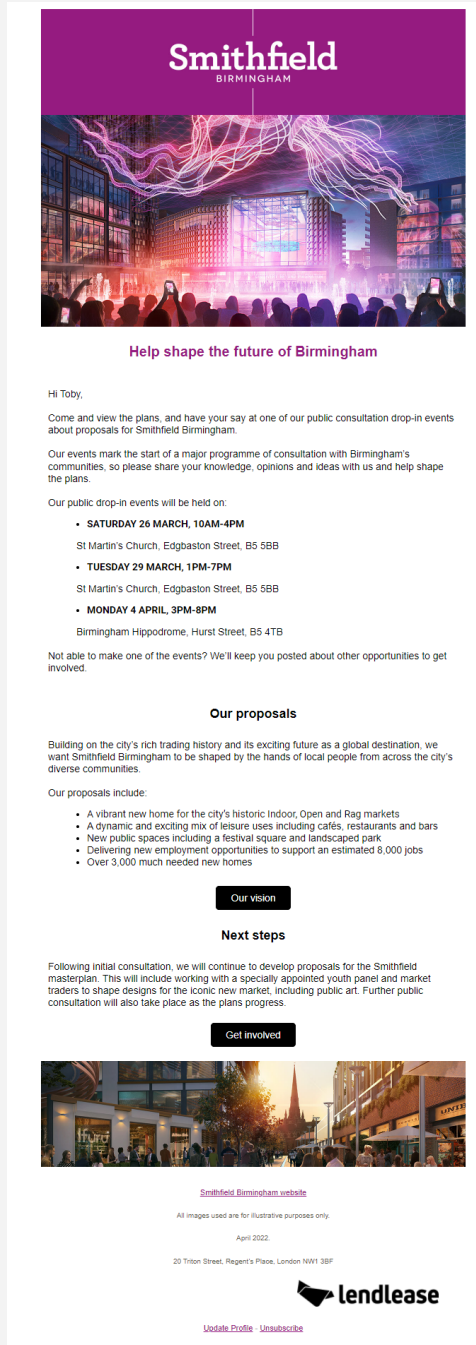 Smithfield
BIRMINGHAM
Help shape the future of Birmingham
Hi Toby,
Come and view the plans, and have your say at one of our public consultation drop-in events
about proposals for Smithfield Birmingham.
Our events mark the start of a major programme of consultation with Birmingham's
communities, so please share your knowledge, opinions and ideas with us and help shape
the plans.
Our public drop-in events will be held on:
• SATURDAY 26 MARCH, 10AM-4PM
St Martin's Church, Edgbaston Street, B5 5BB
• TUESDAY 29 MARCH, 1PM-7PM
St Martin's Church, Edgbaston Street, B5 5BB
• MONDAY 4 APRIL, 3PM-8PM
Birmingham Hippodrome, Hurst Street, B5 4TB
Not able to make one of the events? We'll keep you posted about other opportunities to get
involved.
Our proposals
Building on the city's rich trading history and its exciting future as a global destination, we
want Smithfield Birmingham to be shaped by the hands of local people from across the city's
diverse communities.
Our proposals include:
• A vibrant new home for the city's historic Indoor, Open and Rag markets
• A dynamic and exciting mix of leisure uses including cafés, restaurants and bars
• New public spaces including a festival square and landscaped park
• Delivering new employment opportunities to support an estimated 8,000 jobs
• Over 3,000 much needed new homes
Our vision
Next steps
Following initial consultation, we will continue to develop proposals for the Smithfield
masterplan. This will include working with a specially appointed youth panel and market
traders to shape designs for the iconic new market, including public art. Further public
consultation will also take place as the plans progress.
Get involved
Smithfield Birmingham website
All images used are for illustrative purposes only.
April 2022.
20 Triton Street, Regent's Place, London NW1 3BF
lendlease
Update Profile - Unsubscribe